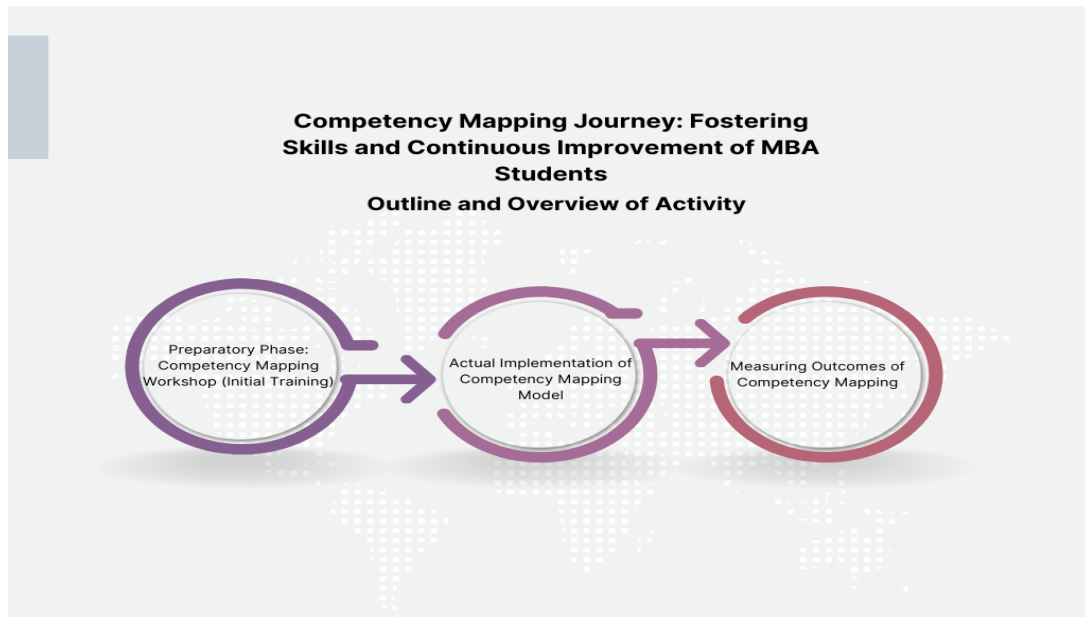 Competency Mapping Journey: Fostering
Skills and Continuous Improvement of MBA
Students
Outline and Overview of Activity
Preparatory Phase:
Competency Mapping
Workshop (Initial Training)
Actual Implementation of
Competency Mapping
Model
Measuring Outcomes of
Competency Mapping